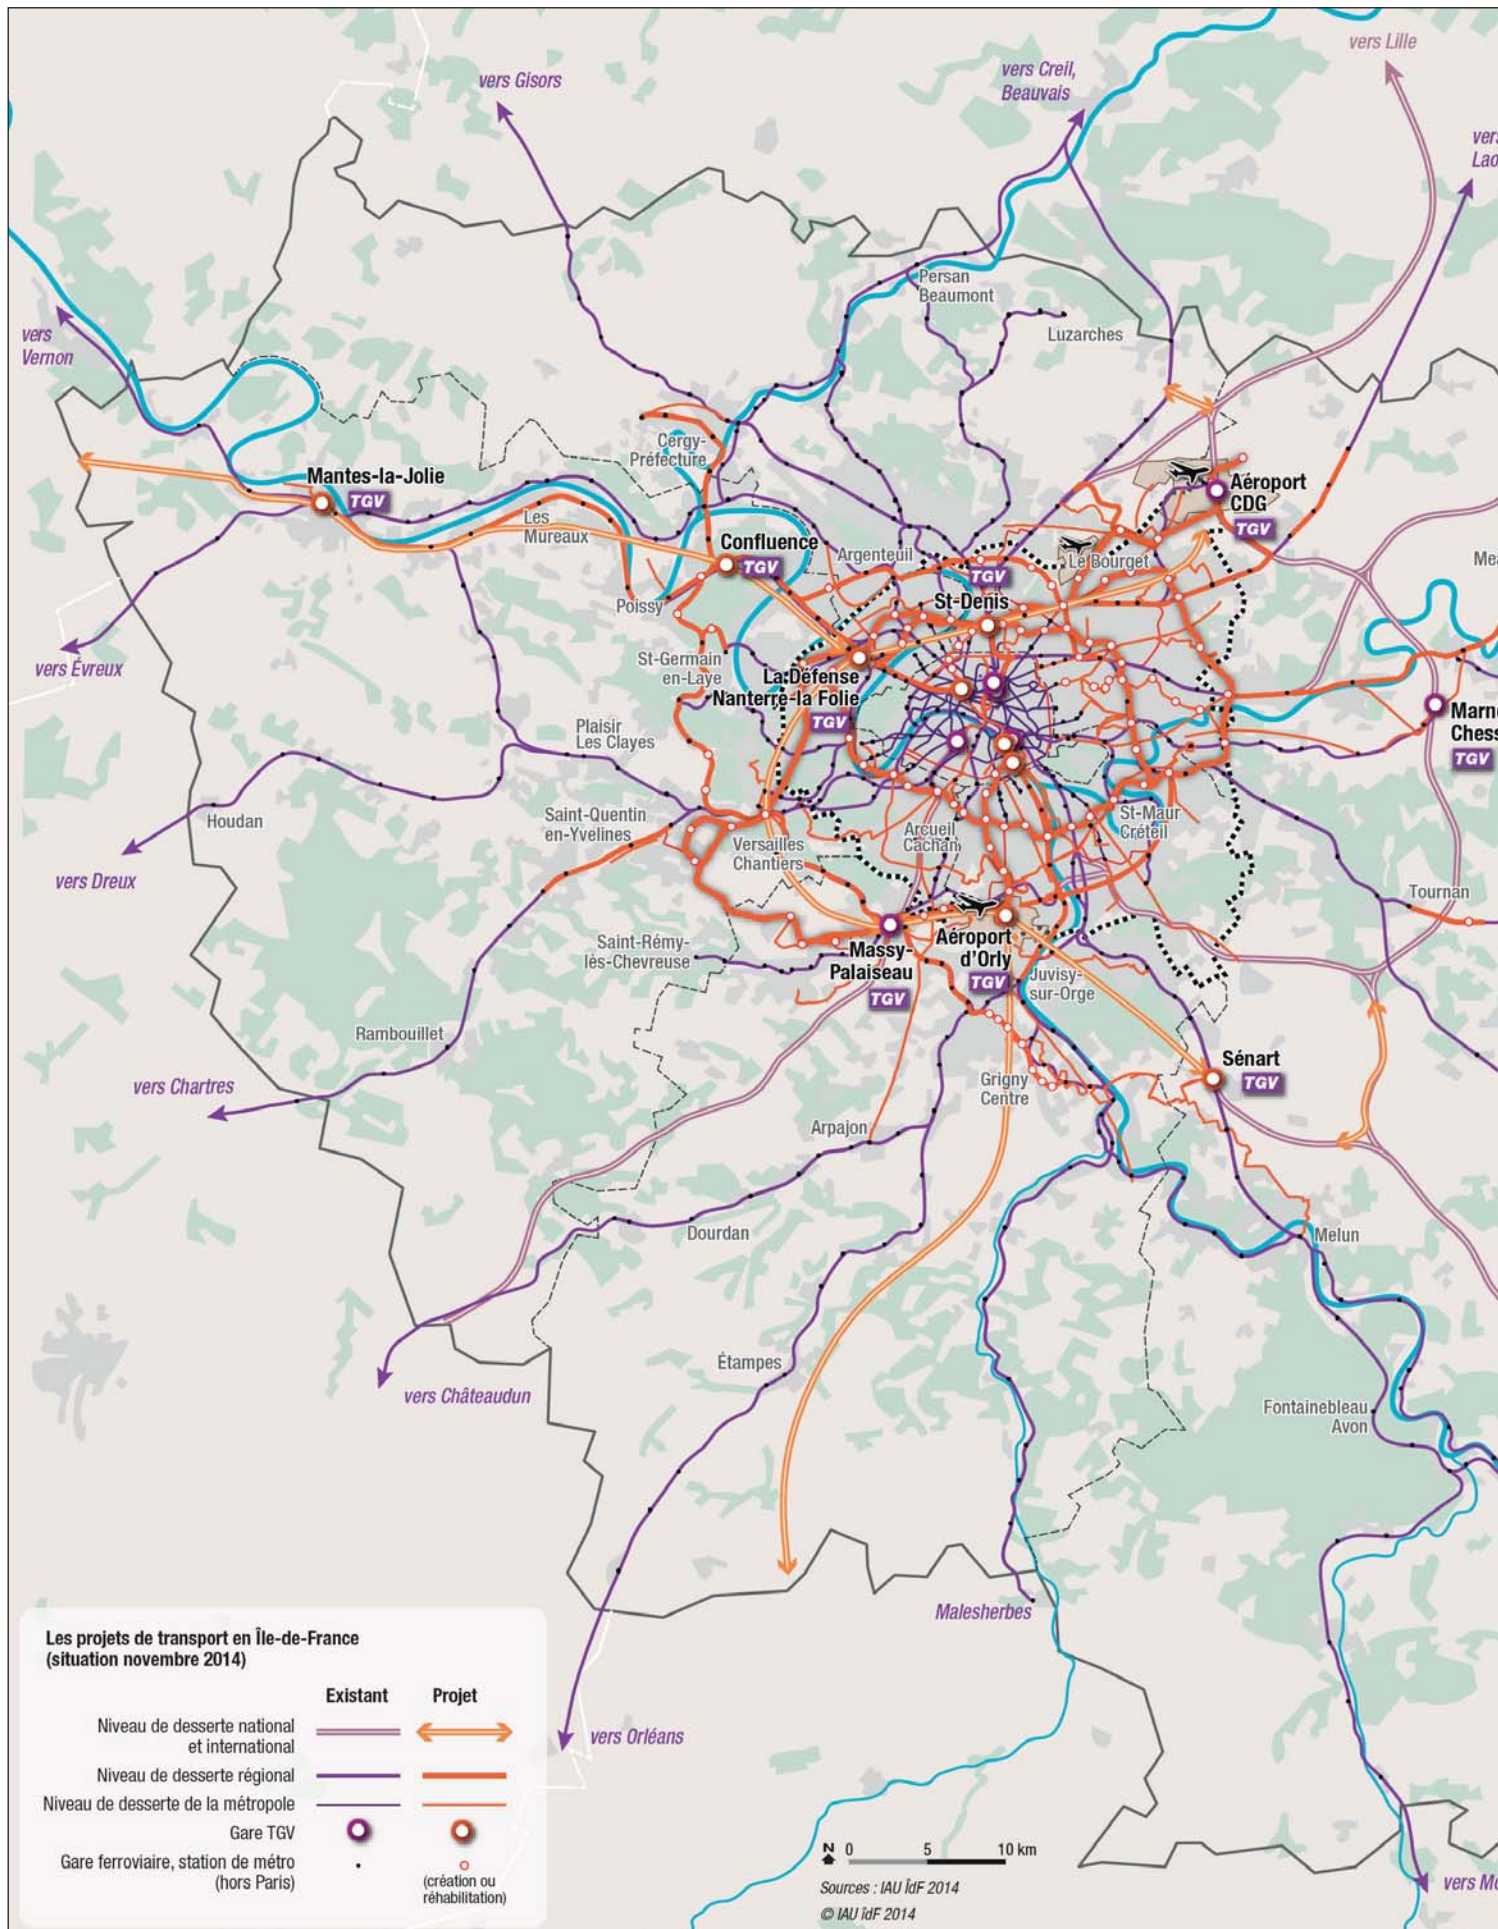 vers Lille
vers Gisors
vers Creil,
Beauvais
vers
Lao
Persan
Beaumont
Luzarches
vers
Vernon
Cergy-
Préfecture
Mantes-la-Jolie
TGV
Les
Mureaux
Aéroport
CDG
TGV
Confluence
TGV
Argenteuil
Le Bourget
TGV
St-Denis
Mea
Poissy
vers Évreux
St-Germain
en-Laye
La Défense
Nanterre-la Folie
TGV
Marne
Chess
TGV
Plaisir
Les Clayes
Houdan
Saint-Quentin
en-Yvelines
Versailles
Chantiers
Arcueil
Cachan
St-Maur
Créteil
vers Dreux
Tournan
Saint-Rémy-
lès-Chevreuse
Massy-
Palaiseau
TGV
Aéroport
d'Orly
TGV
Juvisy-
sur-Orge
Rambouillet
Sénart
TGV
vers Chartres
Grigny
Centre
Arpajon
Dourdan
Melun
Étampes
vers Châteaudun
Fontainebleau
Avon
Malesherbes
vers Orléans
Les projets de transport en Île-de-France
(situation novembre 2014)
Existant Projet
Niveau de desserte national
et international
Niveau de desserte régional
Niveau de desserte de la métropole
Gare TGV
Gare ferroviaire, station de métro
(hors Paris)
(création ou
réhabilitation)
N 0 5 10 km
Sources : IAU îdF 2014
© IAU îdF 2014
vers Mo